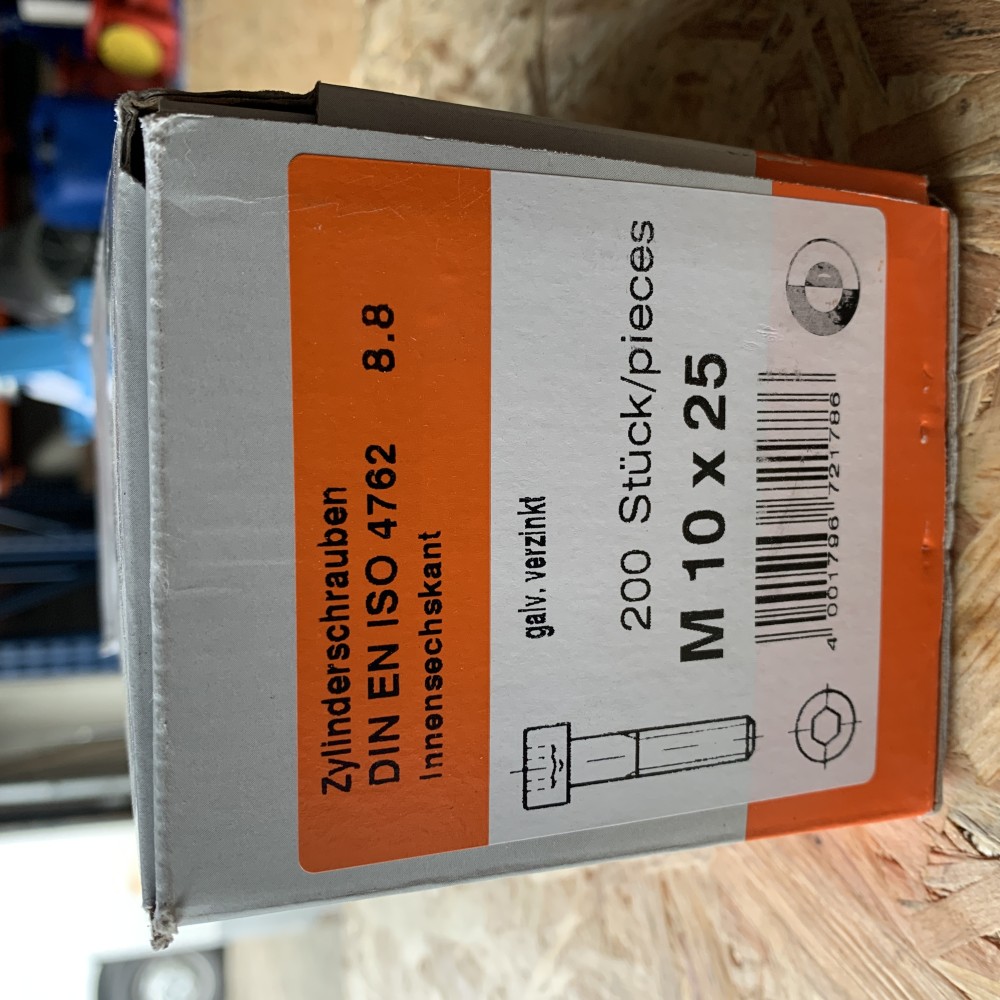 Zylinderschrauben
DIN EN ISO 4762 8.8
Innensechskant
galv. verzinkt
200 Stück/pieces
M 10 x 25
4 001796 721786